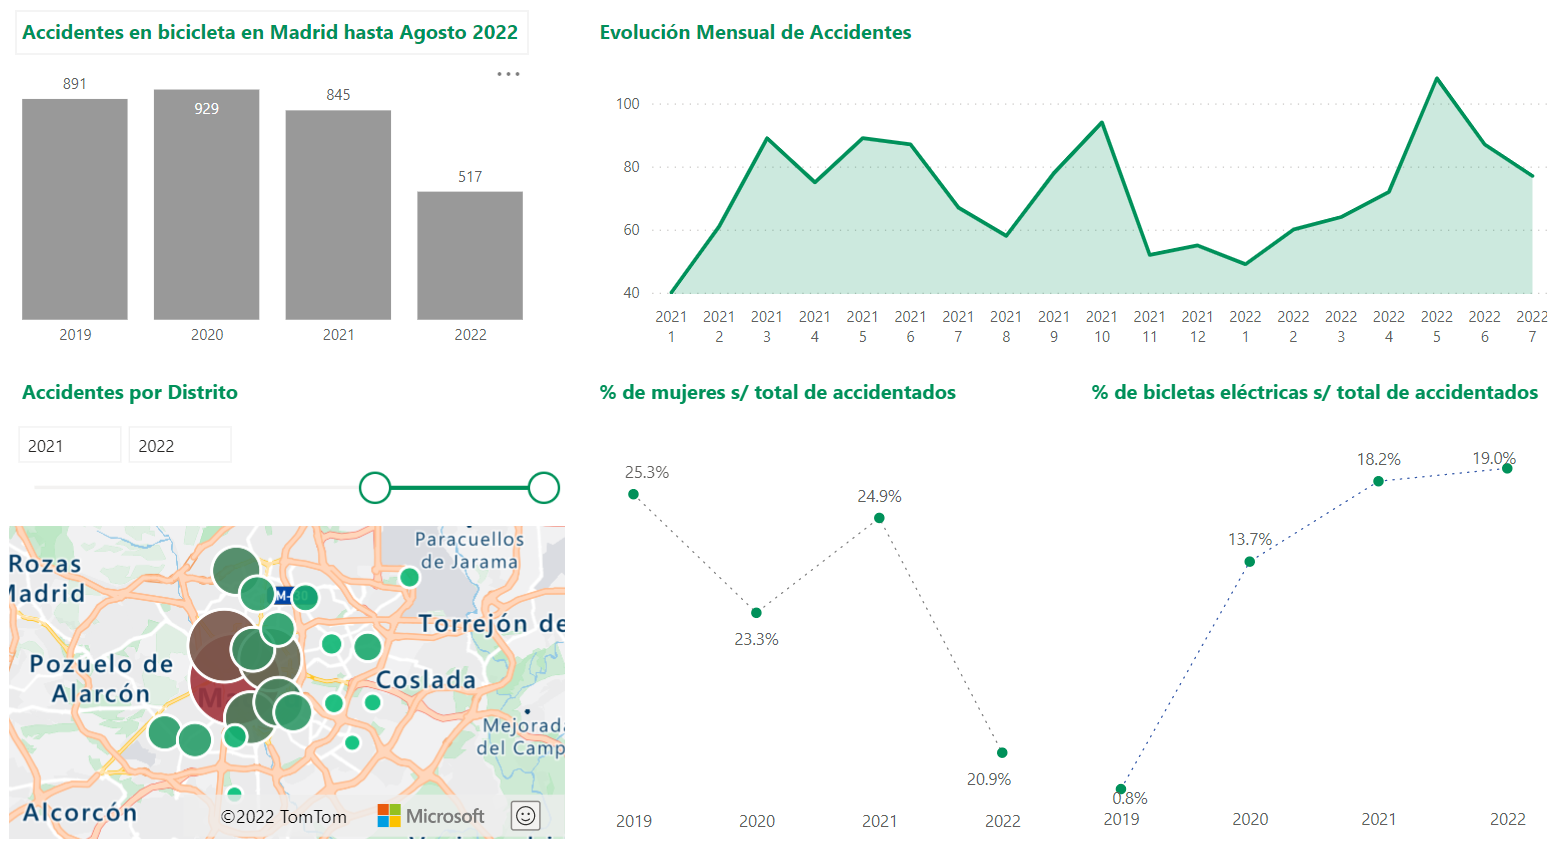 Accidentes en bicicleta en Madrid hasta Agosto 2022
891
929
845
517
2019
2020
2021
2022
Evolución Mensual de Accidentes
100
80
60
40
2021 2021 2021 2021 2021 2021 2021 2021 2021 2021 2021 2021 2022 2022 2022 2022 2022 2022 2022
1 2 3 4 5 6 7 8 9 10 11 12 1 2 3 4 5 6 7
Accidentes por Distrito
2021
2022
Paracuellos
de Jarama
Rozas
Madrid
Torrejón de
Pozuelo de
Alarcón
Coslada
Mejorada
del Camp
Alcorcón
©2022 TomTom
Microsoft
% de mujeres s/ total de accidentados
25.3%
23.3%
24.9%
20.9%
2019
2020
2021
2022
% de bicletas eléctricas s/ total de accidentados
0.8%
13.7%
18.2%
19.0%
2019
2020
2021
2022